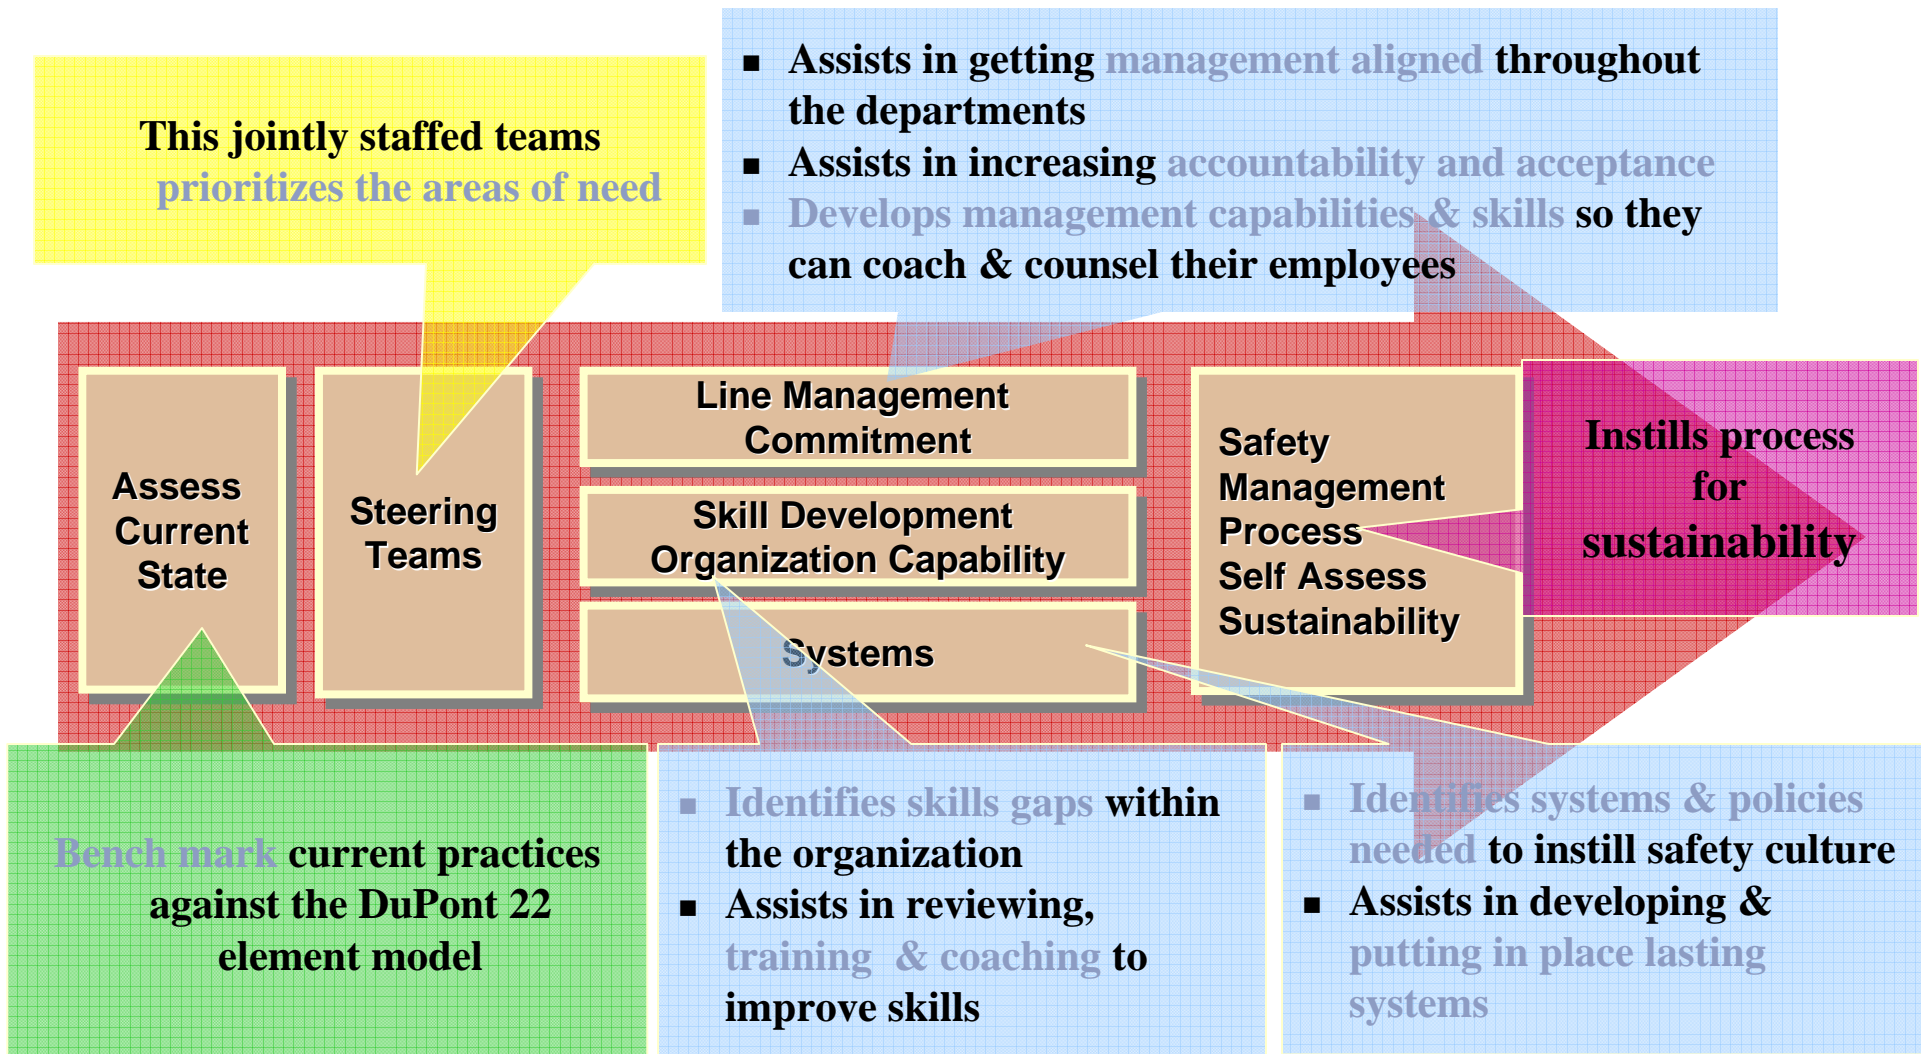 This jointly staffed teams
prioritizes the areas of need
■ Assists in getting management aligned throughout
the departments
■ Assists in increasing accountability and acceptance
■ Develops management capabilities & skills so they
can coach & counsel their employees
Assess
Current
State
Steering
Teams
Line Management
Commitment
Skill Development
Organization Capability
Systems
Safety
Management
Process
Self Assess
Sustainability
Instills process
for
sustainability
Bench mark current practices
against the DuPont 22
element model
■ Identifies skills gaps within
the organization
■ Assists in reviewing,
training & coaching to
improve skills
■ Identifies systems & policies
needed to instill safety culture
■ Assists in developing &
putting in place lasting
systems